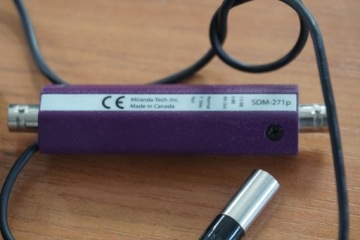 CE
Miranda Tech.Inc.
Made in Canada
SDM-271p